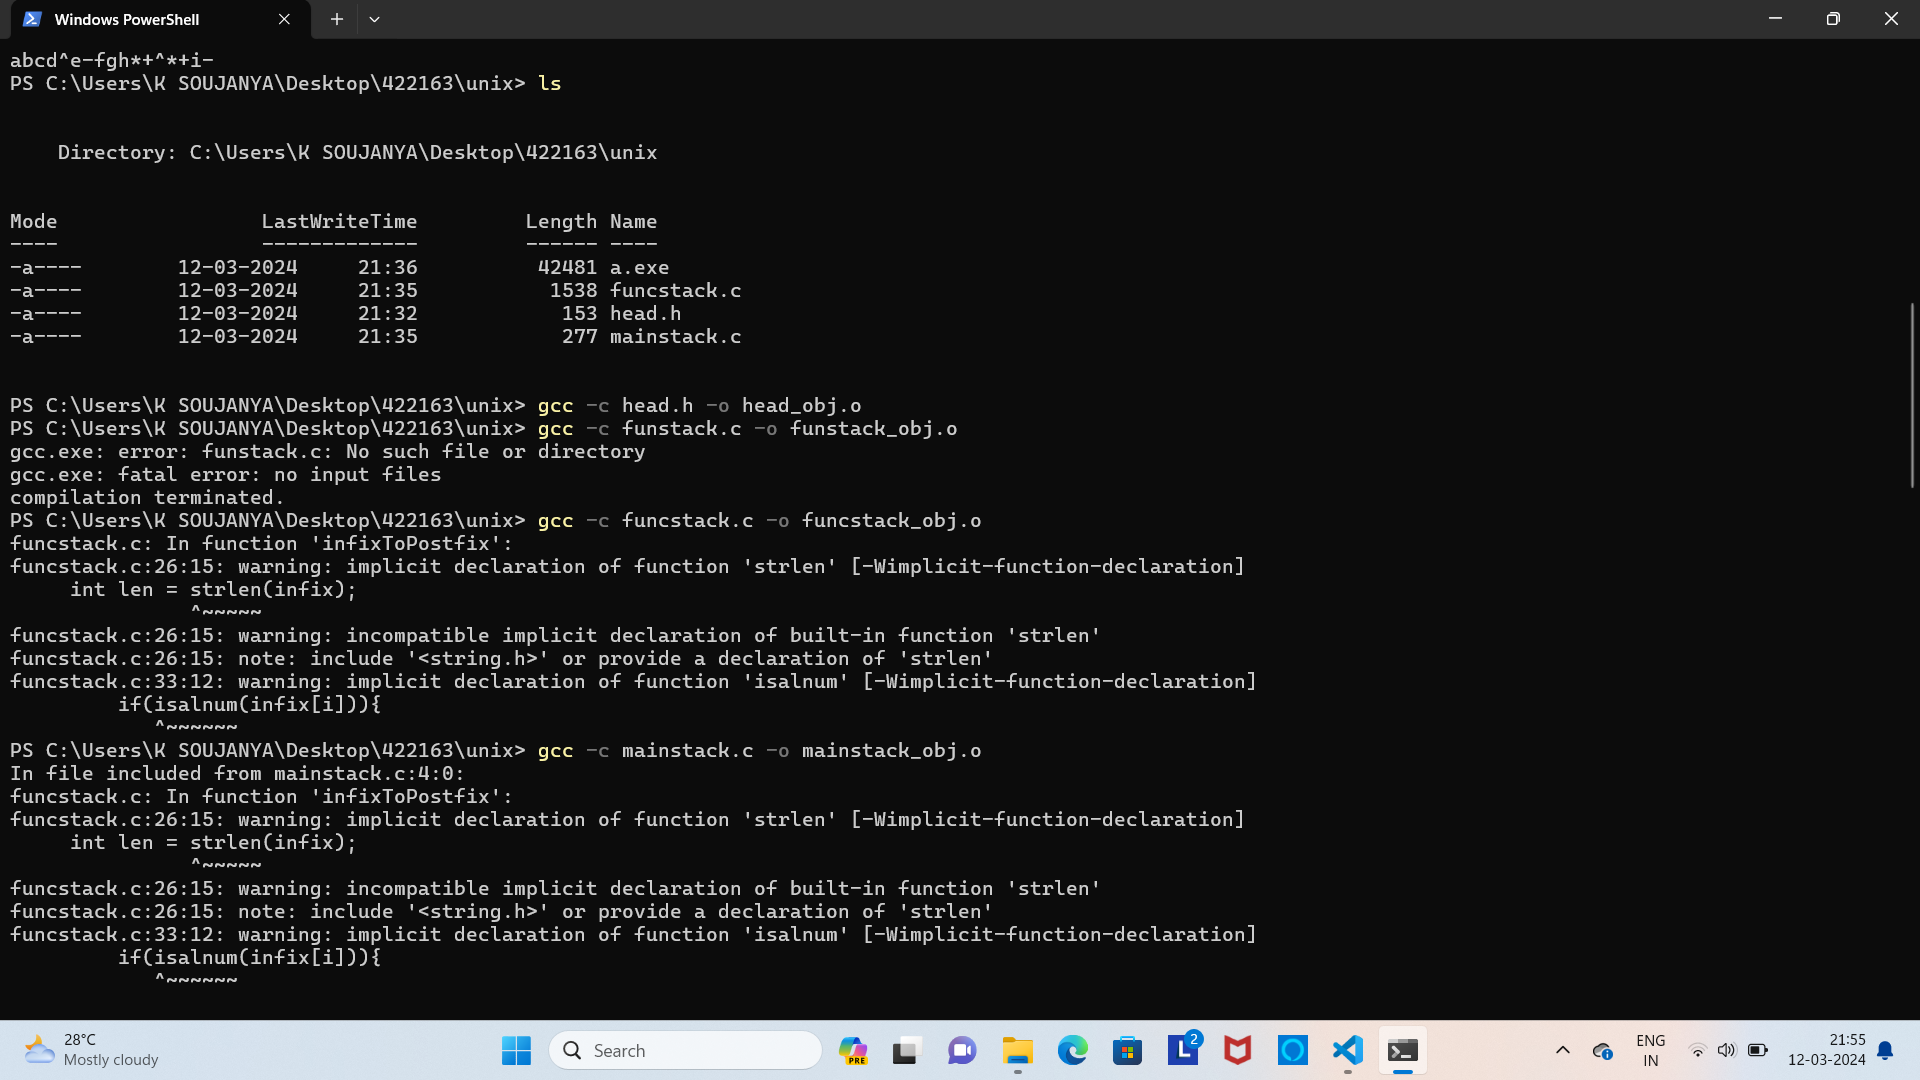 Windows PowerShell
abcd^e-fgh*+^*+i-
PS C:\Users\K SOUJANYA\Desktop\422163\unix> ls
Directory: C:\Users\K SOUJANYA\Desktop\422163\unix
Mode                 LastWriteTime         Length Name
----                 -------------         ------ ----
-a----        12-03-2024     21:36          42481 a.exe
-a----        12-03-2024     21:35           1538 funcstack.c
-a----        12-03-2024     21:32            153 head.h
-a----        12-03-2024     21:35            277 mainstack.c
PS C:\Users\K SOUJANYA\Desktop\422163\unix> gcc -c head.h -o head_obj.o
PS C:\Users\K SOUJANYA\Desktop\422163\unix> gcc -c funstack.c -o funstack_obj.o
gcc.exe: error: funstack.c: No such file or directory
gcc.exe: fatal error: no input files
compilation terminated.
PS C:\Users\K SOUJANYA\Desktop\422163\unix> gcc -c funcstack.c -o funcstack_obj.o
funcstack.c: In function 'infixToPostfix':
funcstack.c:26:15: warning: implicit declaration of function 'strlen' [-Wimplicit-function-declaration]
     int len = strlen(infix);
               ^~~~~~
funcstack.c:26:15: warning: incompatible implicit declaration of built-in function 'strlen'
funcstack.c:26:15: note: include '<string.h>' or provide a declaration of 'strlen'
funcstack.c:33:12: warning: implicit declaration of function 'isalnum' [-Wimplicit-function-declaration]
         if(isalnum(infix[i])){
            ^~~~~~~
PS C:\Users\K SOUJANYA\Desktop\422163\unix> gcc -c mainstack.c -o mainstack_obj.o
In file included from mainstack.c:4:0:
funcstack.c: In function 'infixToPostfix':
funcstack.c:26:15: warning: implicit declaration of function 'strlen' [-Wimplicit-function-declaration]
     int len = strlen(infix);
               ^~~~~~
funcstack.c:26:15: warning: incompatible implicit declaration of built-in function 'strlen'
funcstack.c:26:15: note: include '<string.h>' or provide a declaration of 'strlen'
funcstack.c:33:12: warning: implicit declaration of function 'isalnum' [-Wimplicit-function-declaration]
         if(isalnum(infix[i])){
            ^~~~~~~
28°C
Mostly cloudy
Search
PRE
L
2
ENG
IN
21:55
12-03-2024